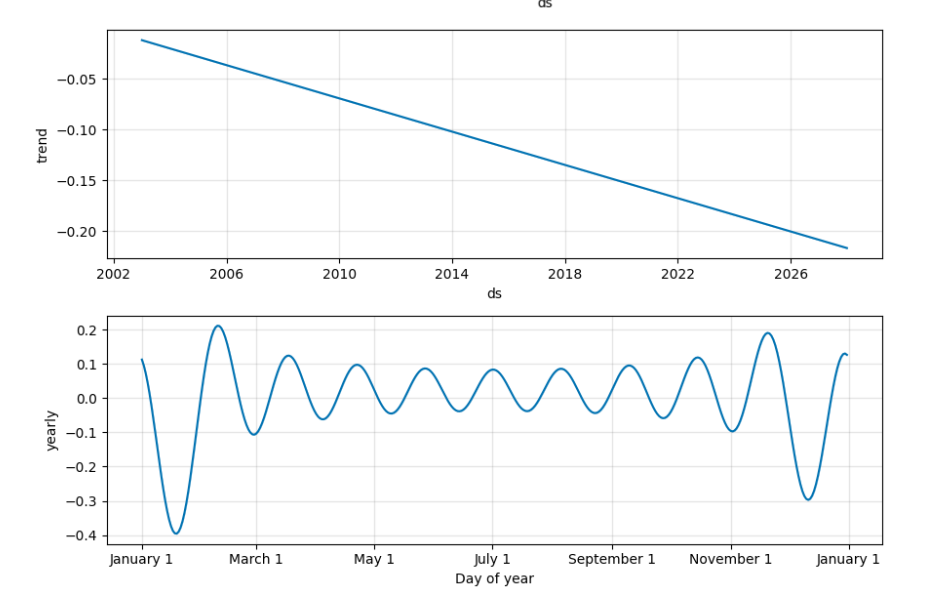 ds
trend
−0.05
−0.10
−0.15
−0.20
2002 2006 2010 2014 2018 2022 2026
ds
yearly
0.2
0.1
0.0
−0.1
−0.2
−0.3
−0.4
January 1 March 1 May 1 July 1 September 1 November 1 January 1
Day of year